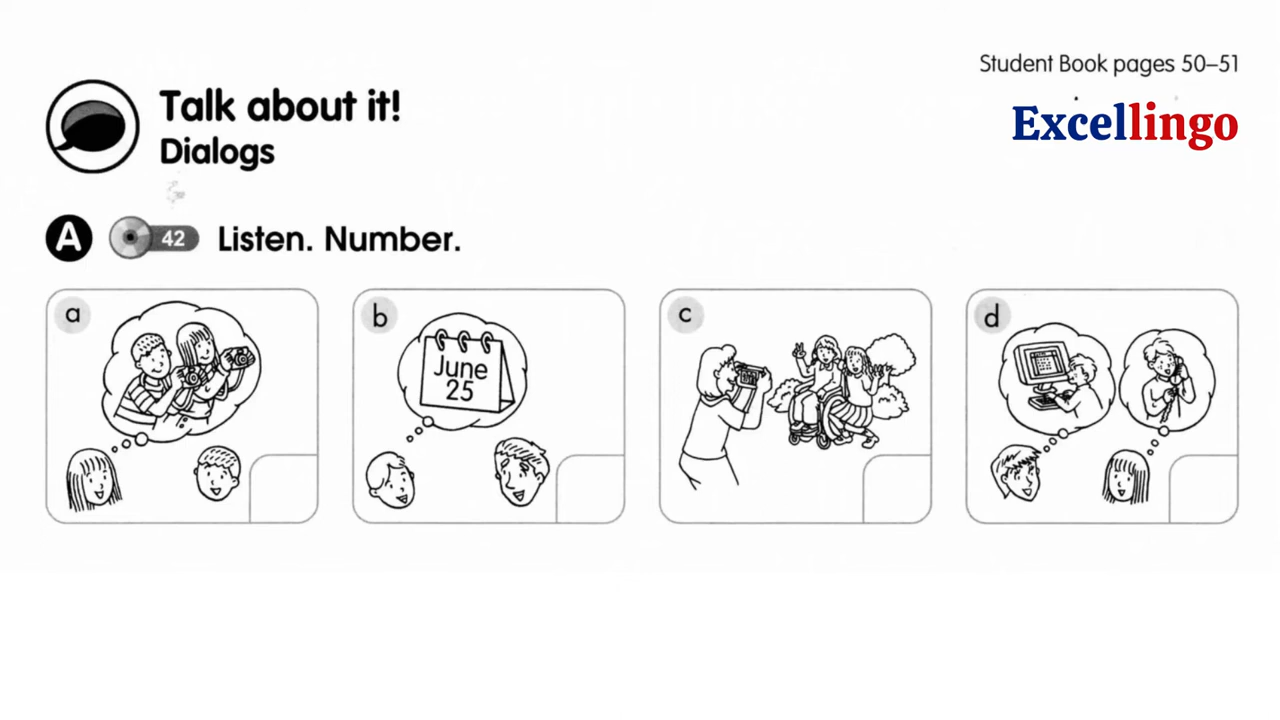 Student Book pages 50–51
Talk about it!
Excellingo
Dialogs
A 42 Listen. Number.
a
b
c
d
June
25